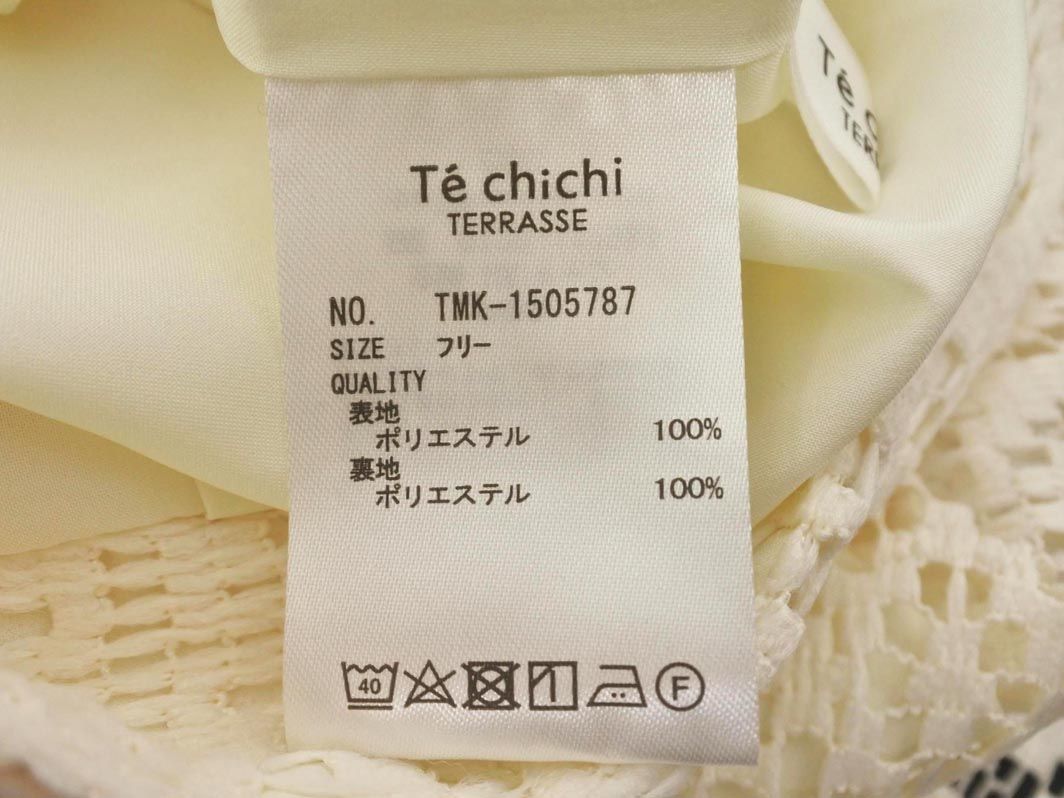 Té chichi
TERRASSE
NO. TMK-1505787
SIZE フリー
QUALITY
表地
ポリエステル 100%
裏地
ポリエステル 100%
40
F
Té